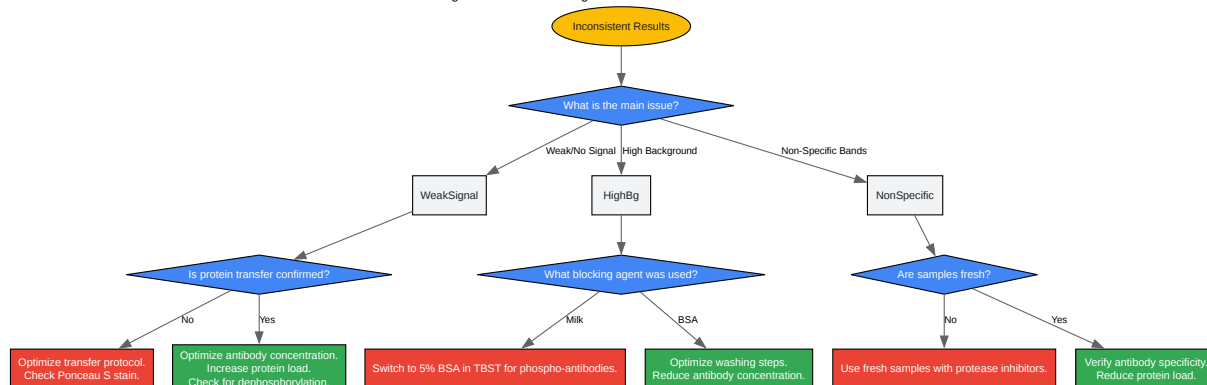 Inconsistent Results
What is the main issue?
Weak/No Signal
High Background
Non-Specific Bands
WeakSignal
HighBg
NonSpecific
Is protein transfer confirmed?
What blocking agent was used?
Are samples fresh?
No
Yes
Milk
BSA
No
Yes
Optimize transfer protocol.
Check Ponceau S stain.
Optimize antibody concentration.
Increase protein load.
Check for dephosphorylation.
Switch to 5% BSA in TBST for phospho-antibodies.
Optimize washing steps.
Reduce antibody concentration.
Use fresh samples with protease inhibitors.
Verify antibody specificity.
Reduce protein load.